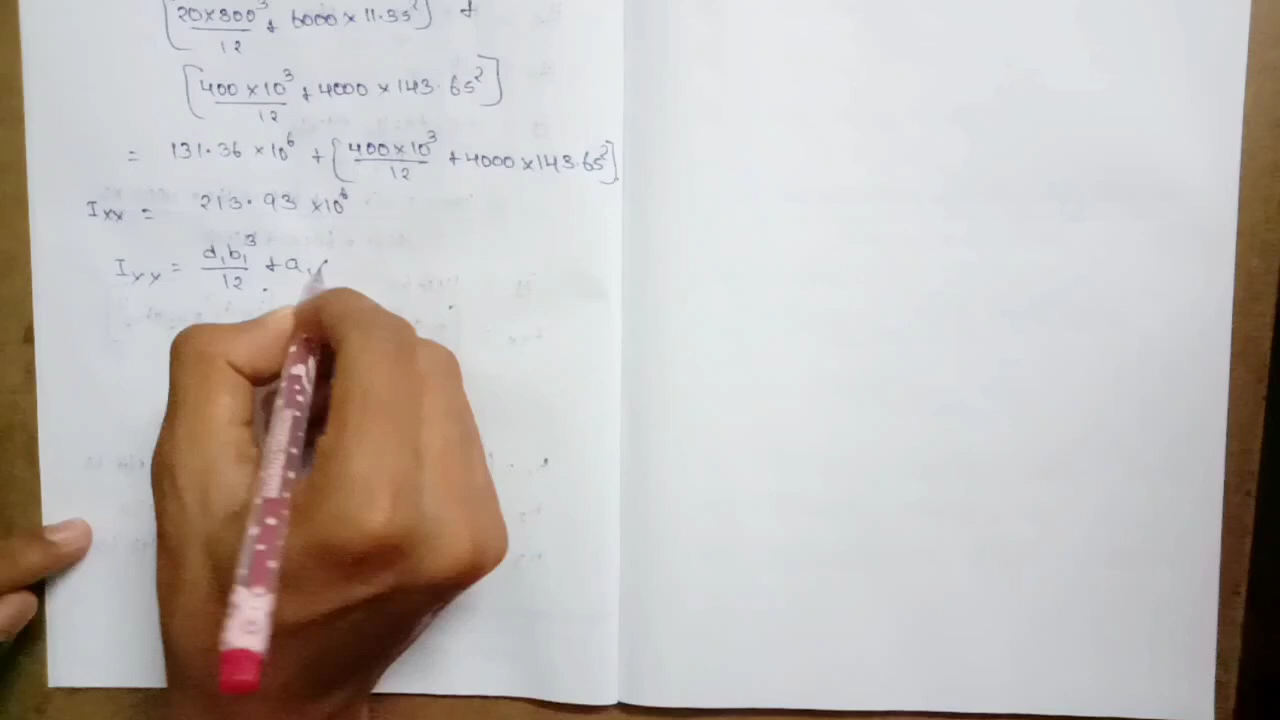 [20×300³/12 + 6000×11.35²] +
[400×10³/12 + 4000×143.65²]
= 131.36×10⁶ + [400×10³/12 + 4000×143.65²]
Ixx = 213.93×10⁶
Iyy = d₁b₁³/12 + a₁